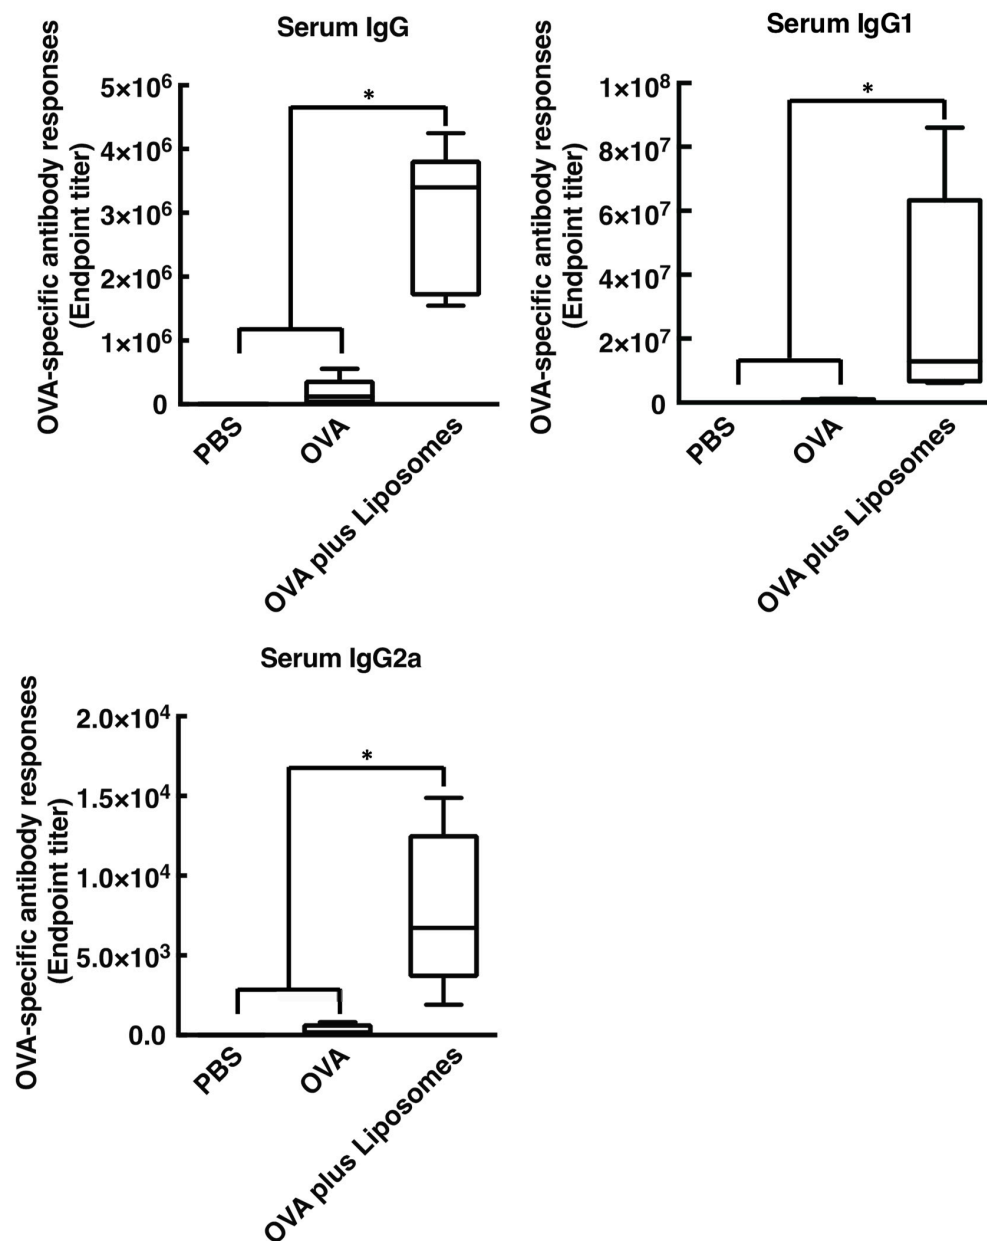 Serum IgG
OVA-specific antibody responses
(Endpoint titer)
5×10⁶
4×10⁶
3×10⁶
2×10⁶
1×10⁶
0
*
PBS
OVA
OVA plus Liposomes
Serum IgG1
OVA-specific antibody responses
(Endpoint titer)
1×10⁸
8×10⁷
6×10⁷
4×10⁷
2×10⁷
0
*
PBS
OVA
OVA plus Liposomes
Serum IgG2a
OVA-specific antibody responses
(Endpoint titer)
2.0×10⁴
1.5×10⁴
1.0×10⁴
5.0×10³
0.0
*
PBS
OVA
OVA plus Liposomes